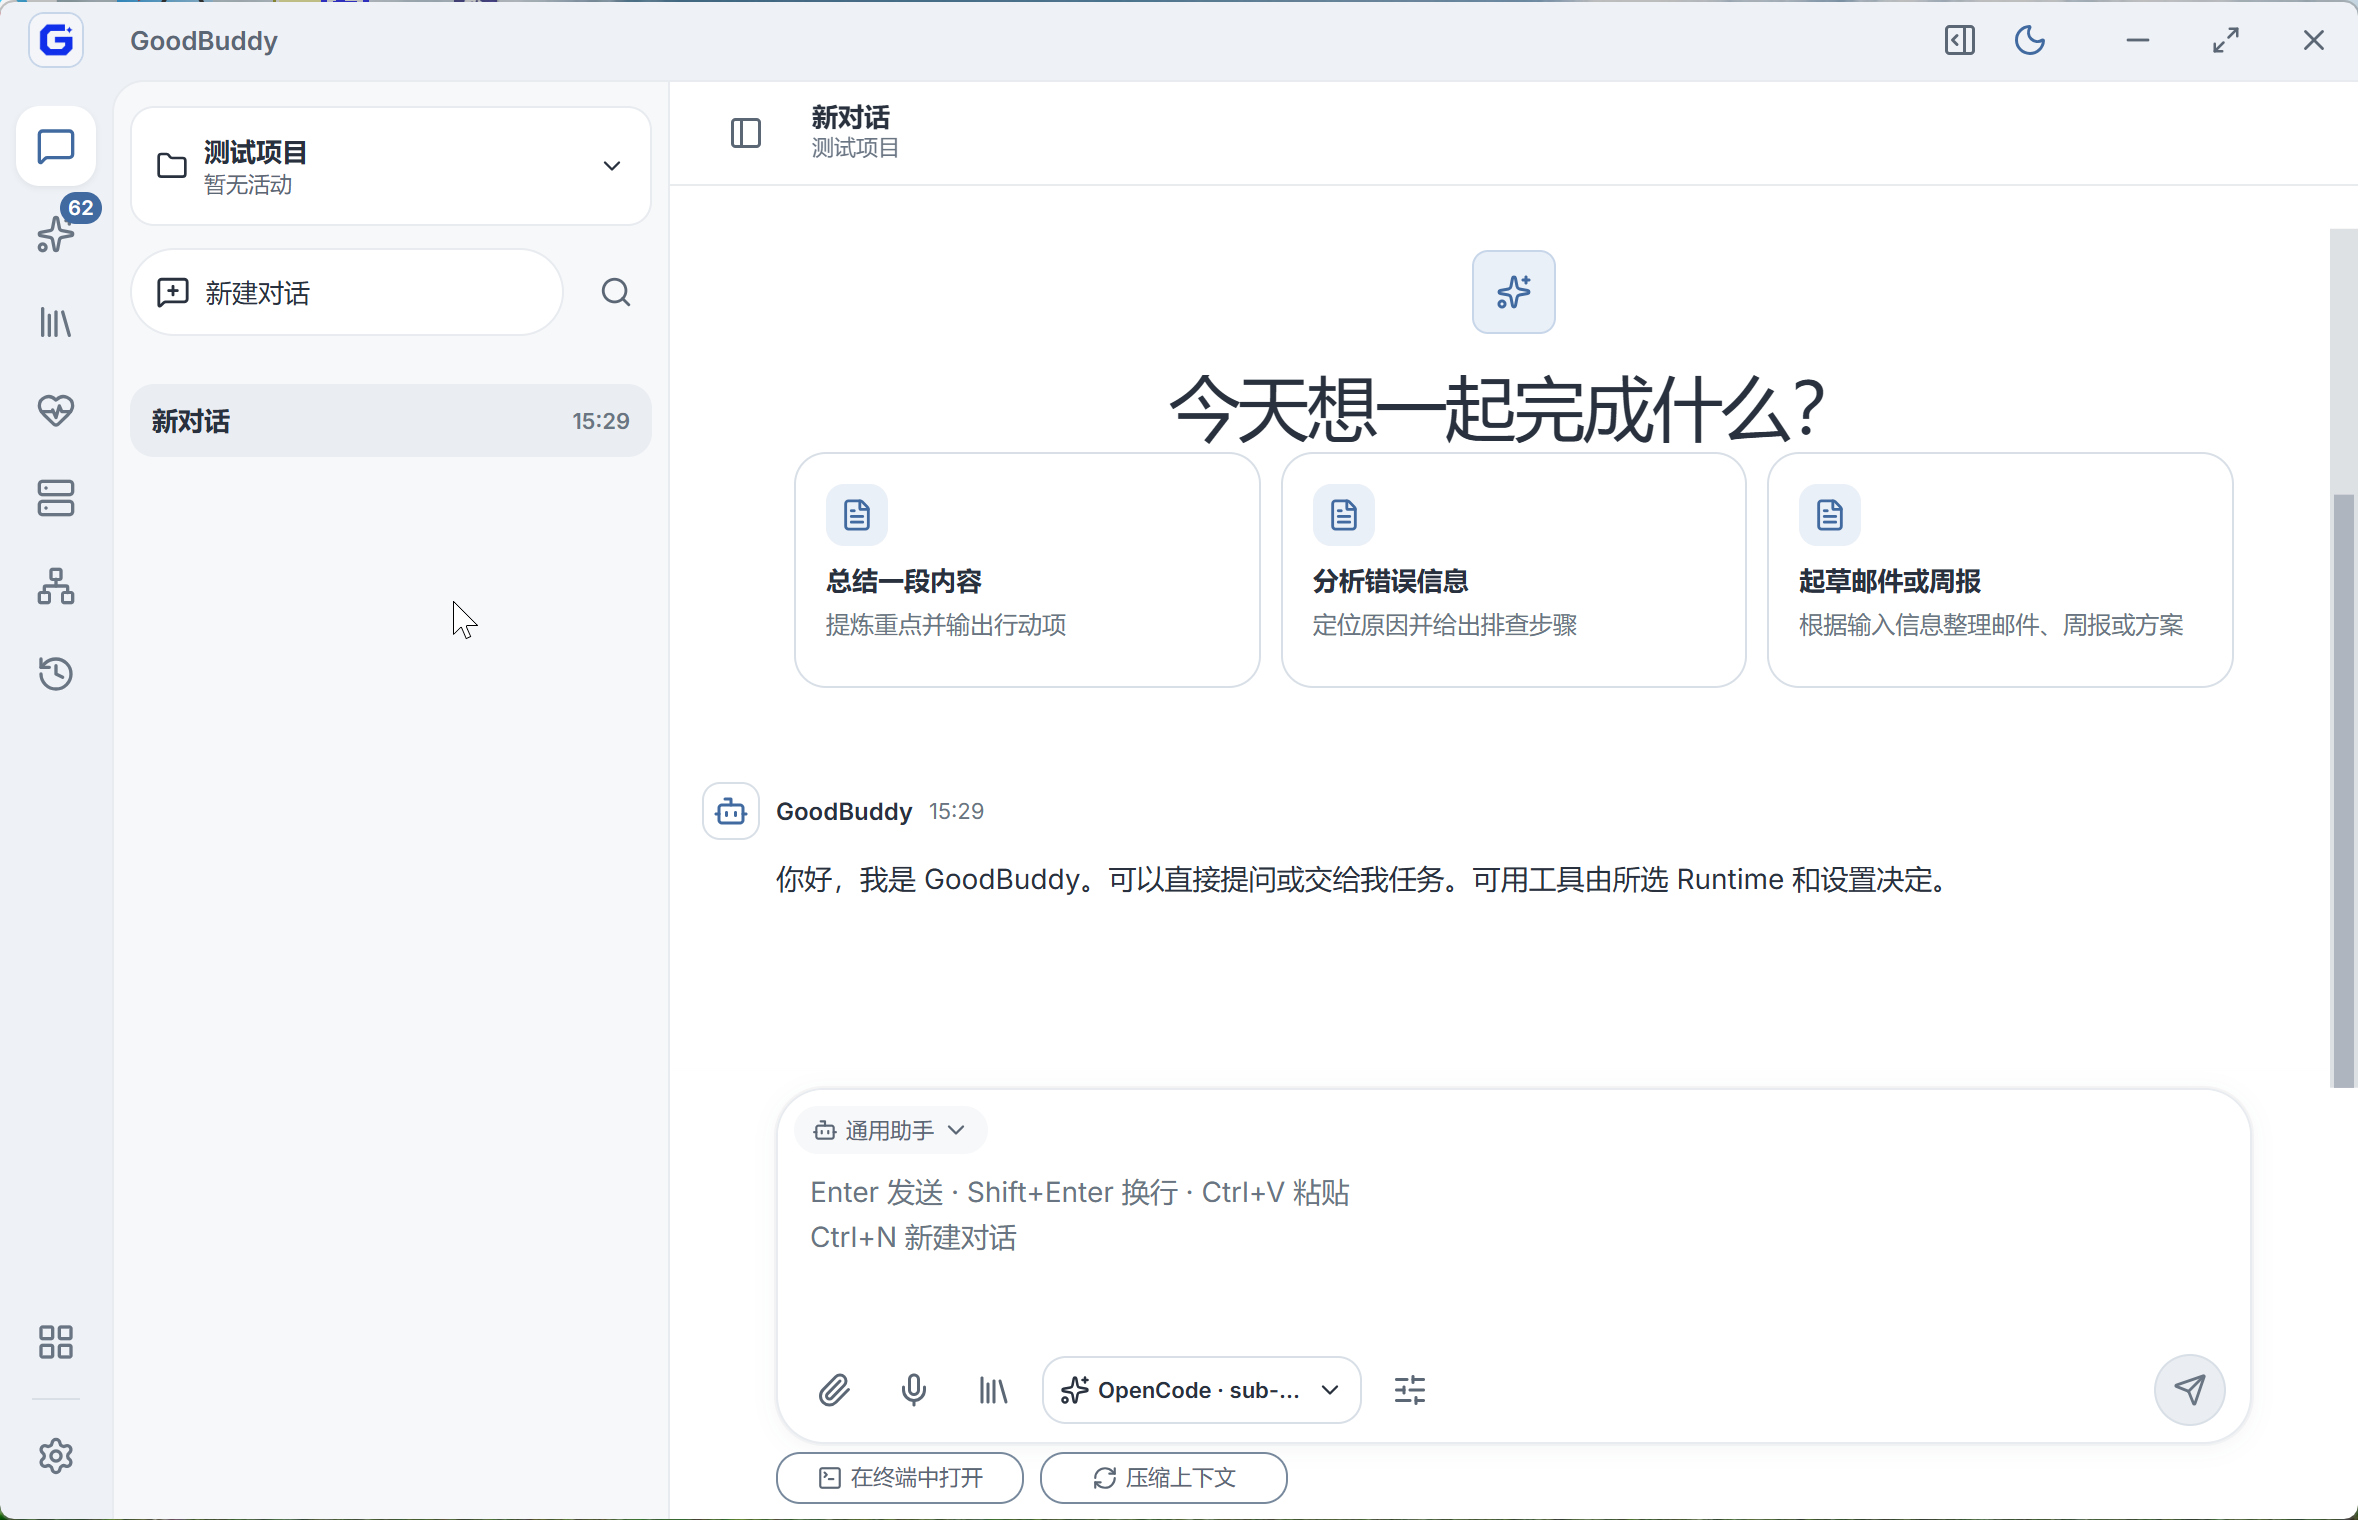 GoodBuddy
测试项目
暂无活动
62
新建对话
新对话 15:29
新对话
测试项目
今天想一起完成什么？
总结一段内容
提炼重点并输出行动项
分析错误信息
定位原因并给出排查步骤
起草邮件或周报
根据输入信息整理邮件、周报或方案
GoodBuddy 15:29
你好，我是 GoodBuddy。可以直接提问或交给我任务。可用工具由所选 Runtime 和设置决定。
通用助手
Enter 发送 · Shift+Enter 换行 · Ctrl+V 粘贴
Ctrl+N 新建对话
OpenCode · sub-...
在终端中打开
压缩上下文